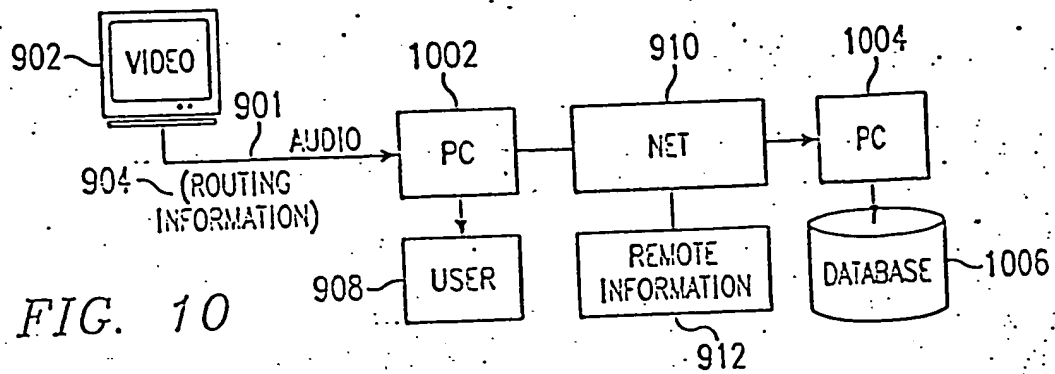 902
VIDEO
901
AUDIO
904
(ROUTING
INFORMATION)
1002
PC
908
USER
910
NET
REMOTE
INFORMATION
912
1004
PC
DATABASE
1006
FIG. 10